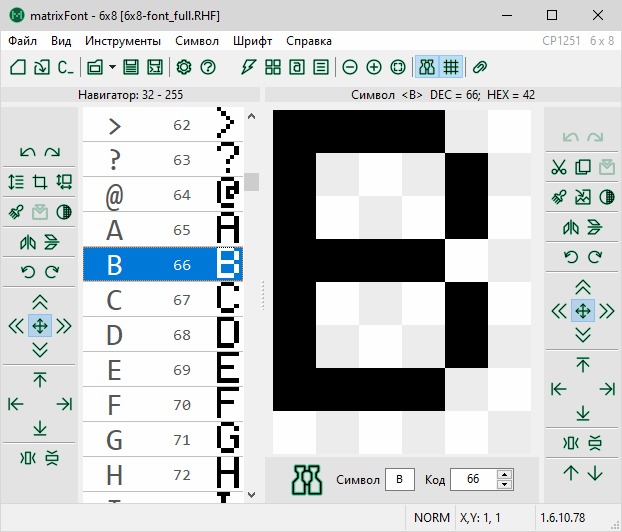 matrixFont - 6x8 [6x8-font_full.RHF]
Файл Вид Инструменты Символ Шрифт Справка CP1251 6 x 8
Навигатор: 32 - 255
Символ <B> DEC = 66; HEX = 42
> 62 >
? 63 ?
@ 64 @
A 65 A
B 66 B
C 67 C
D 68 D
E 69 E
F 70 F
G 71 G
H 72 H
Символ B Код 66
NORM X,Y: 1, 1 1.6.10.78